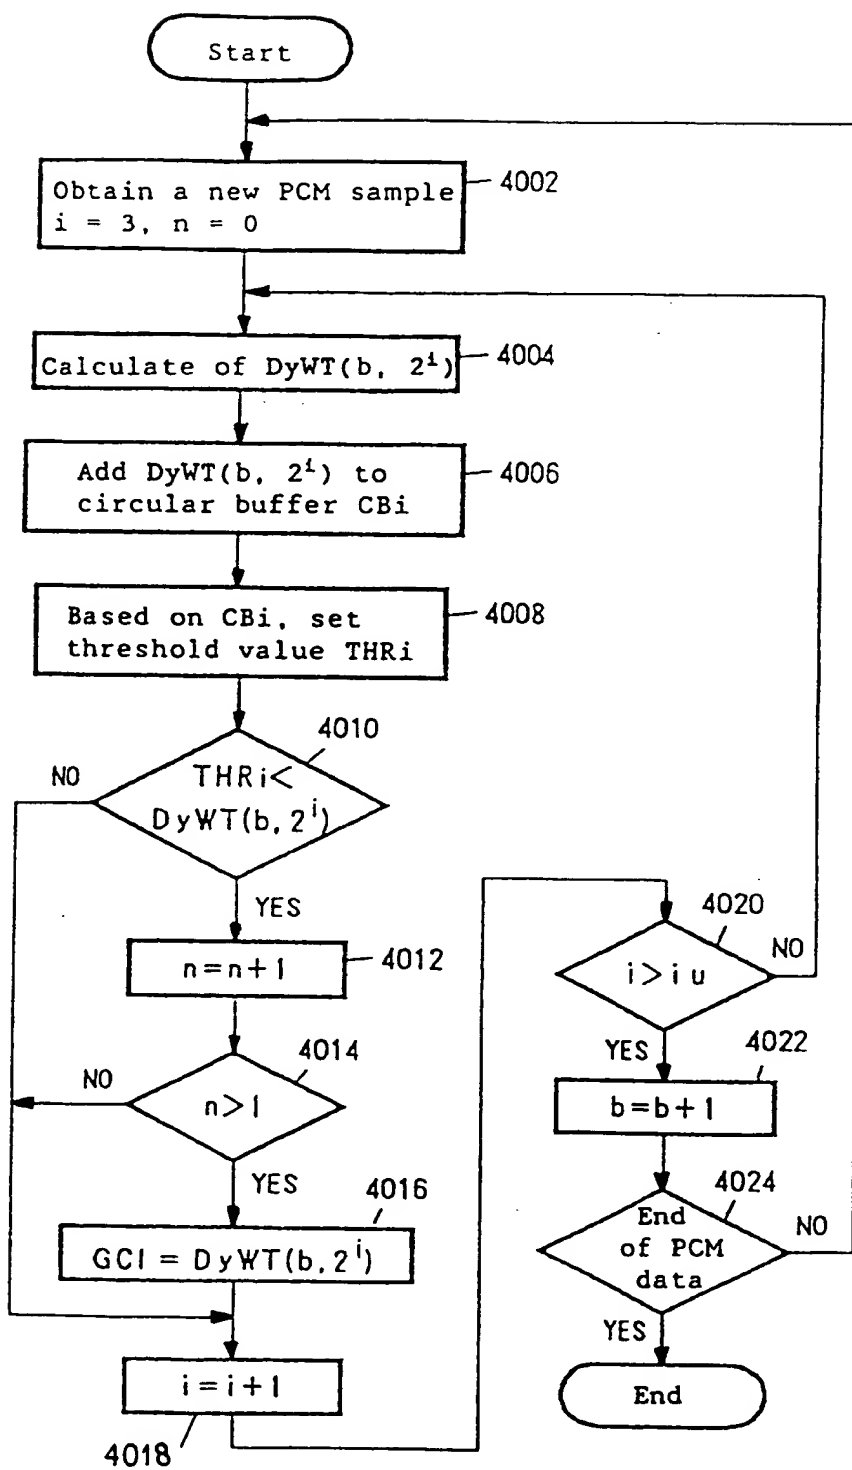 Start
Obtain a new PCM sample
i = 3, n = 0
4002
Calculate of DyWT(b, 2^i)
4004
Add DyWT(b, 2^i) to
circular buffer CBi
4006
Based on CBi, set
threshold value THRi
4008
4010
NO
THRi<
DyWT(b, 2^i)
YES
n=n+1
4012
4014
NO
n>1
YES
4016
GCI = DyWT(b, 2^i)
i=i+1
4018
4020
NO
i>iu
YES
4022
b=b+1
4024
End
of PCM
data
NO
YES
End